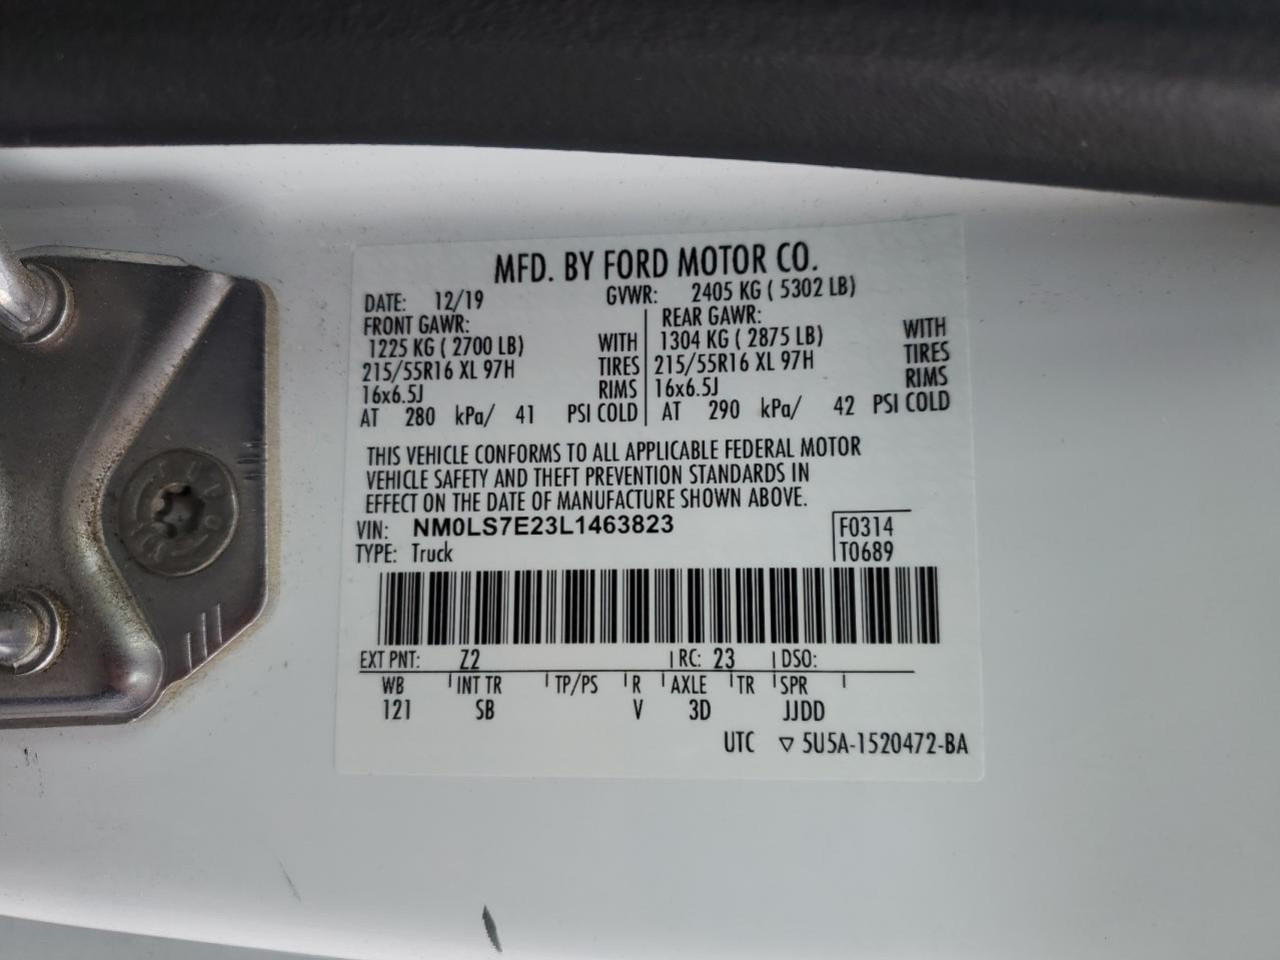 MFD. BY FORD MOTOR CO.
DATE: 12/19 GVWR: 2405 KG ( 5302 LB)
FRONT GAWR: REAR GAWR:
1225 KG ( 2700 LB) WITH 1304 KG ( 2875 LB) WITH
215/55R16 XL 97H TIRES 215/55R16 XL 97H TIRES
16x6.5J RIMS 16x6.5J RIMS
AT 280 kPa/ 41 PSI COLD AT 290 kPa/ 42 PSI COLD
THIS VEHICLE CONFORMS TO ALL APPLICABLE FEDERAL MOTOR
VEHICLE SAFETY AND THEFT PREVENTION STANDARDS IN
EFFECT ON THE DATE OF MANUFACTURE SHOWN ABOVE.
VIN: NM0LS7E23L1463823 F0314
TYPE: Truck T0689
EXT PNT: Z2 RC: 23 DSO:
WB INT TR TP/PS R AXLE TR SPR
121 SB V 3D JJDD
UTC ▽ 5U5A-1520472-BA